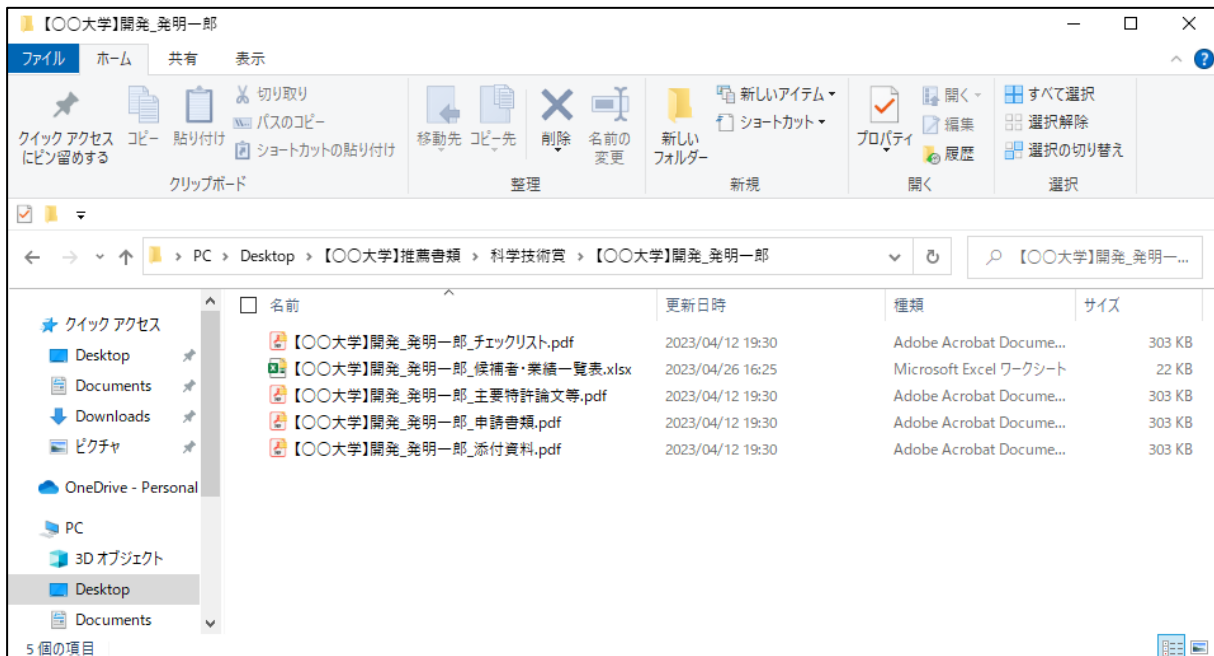 【〇〇大学】開発_発明一郎
ファイル ホーム 共有 表示
クイック アクセス
にピン留めする
コピー
貼り付け
切り取り
パスのコピー
ショートカットの貼り付け
クリップボード
移動先
コピー先
削除
名前の
変更
整理
新しい
フォルダー
新しいアイテム
ショートカット
新規
プロパティ
開く
編集
履歴
開く
すべて選択
選択解除
選択の切り替え
選択
PC > Desktop > 【〇〇大学】推薦書類 > 科学技術賞 > 【〇〇大学】開発_発明一郎
【〇〇大学】開発_発明一...
クイック アクセス
Desktop
Documents
Downloads
ピクチャ
OneDrive - Personal
PC
3D オブジェクト
Desktop
Documents
名前 更新日時 種類 サイズ
【〇〇大学】開発_発明一郎_チェックリスト.pdf 2023/04/12 19:30 Adobe Acrobat Docume... 303 KB
【〇〇大学】開発_発明一郎_候補者・業績一覧表.xlsx 2023/04/26 16:25 Microsoft Excel ワークシート 22 KB
【〇〇大学】開発_発明一郎_主要特許論文等.pdf 2023/04/12 19:30 Adobe Acrobat Docume... 303 KB
【〇〇大学】開発_発明一郎_申請書類.pdf 2023/04/12 19:30 Adobe Acrobat Docume... 303 KB
【〇〇大学】開発_発明一郎_添付資料.pdf 2023/04/12 19:30 Adobe Acrobat Docume... 303 KB
5 個の項目